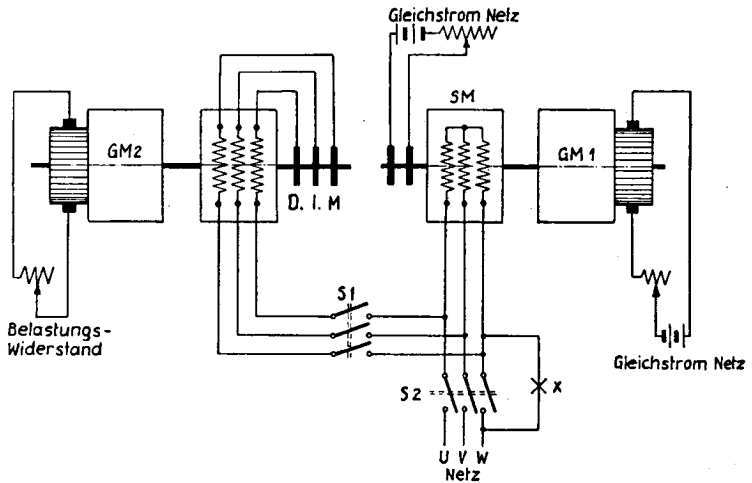 Gleichstrom Netz
SM
GM2
GM1
D. I. M
S1
Belastungs-
Widerstand
Gleichstrom Netz
S2
X
U V W
Netz